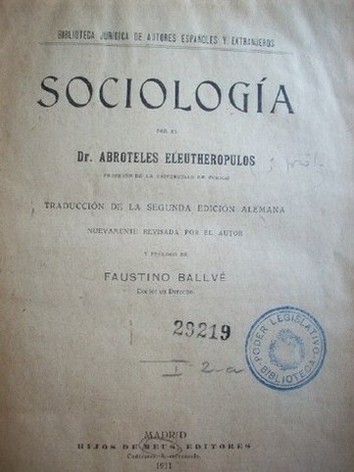 BIBLIOTECA JURÍDICA DE AUTORES ESPAÑOLES Y EXTRANJEROS
SOCIOLOGÍA
POR EL
Dr. ABROTELES ELEUTHEROPULOS
DE LA UNIVERSIDAD DE
TRADUCCIÓN DE LA SEGUNDA EDICIÓN ALEMANA
NUEVAMENTE REVISADA POR EL AUTOR
Y PRÓLOGO DE
FAUSTINO BALLVÉ
Doctor en Derecho
29219
PODER LEGISLATIVO
BIBLIOTECA
I 2-a
MADRID
HIJOS DE REUS, EDITORES
1911